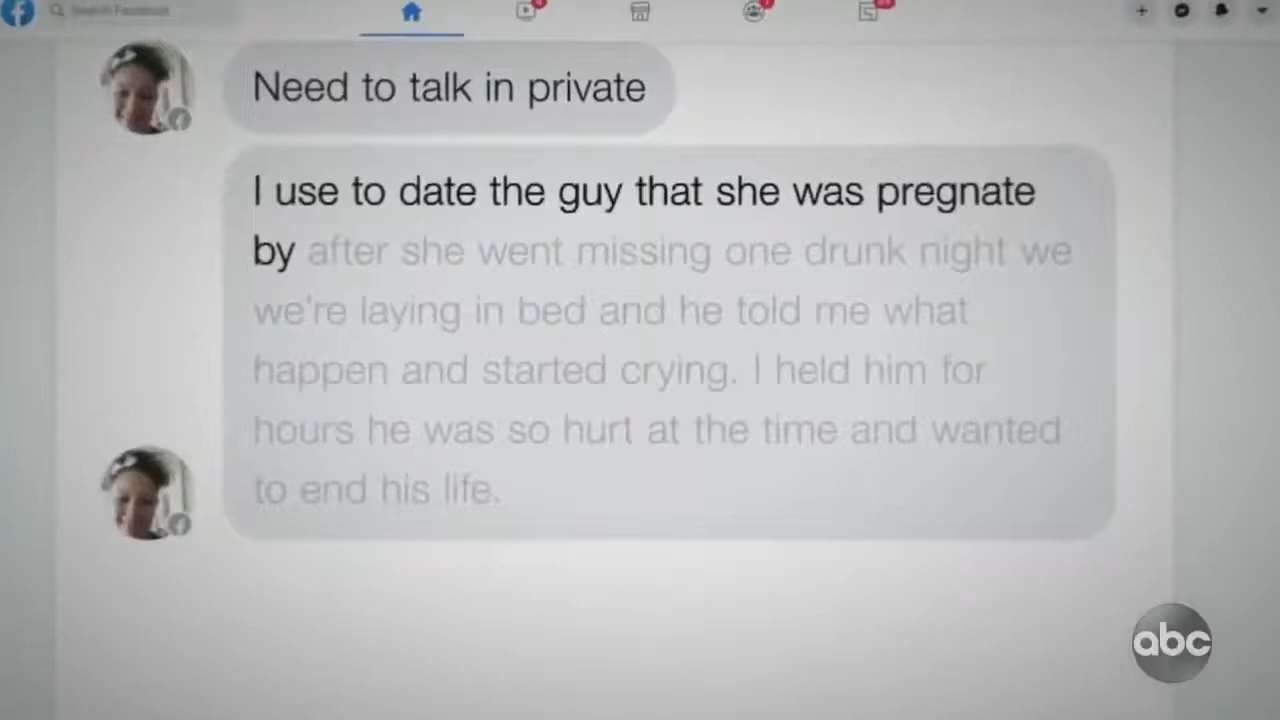 Search Facebook
Need to talk in private
I use to date the guy that she was pregnate
by after she went missing one drunk night we
we're laying in bed and he told me what
happen and started crying. I held him for
hours he was so hurt at the time and wanted
to end his life.
abc